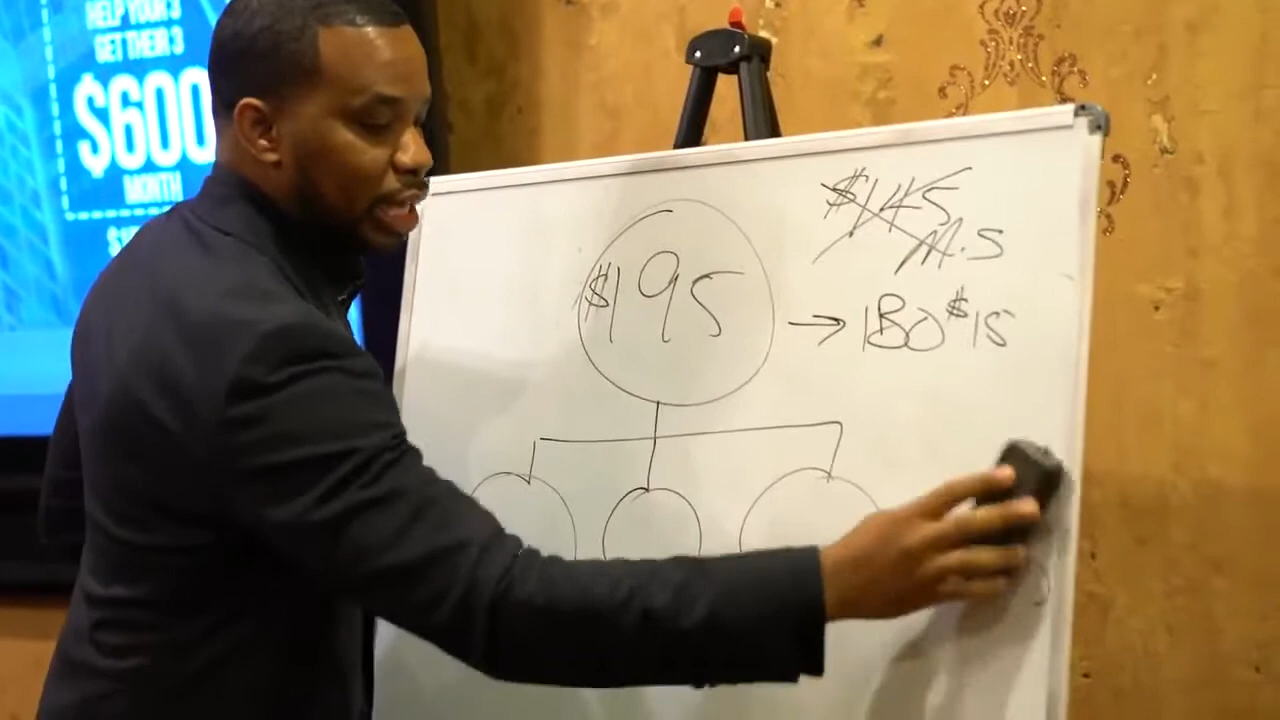 HELP YOUR 3
GET THEIR 3
$600
MONTH
$145
M.S
$195
→ 180 $15